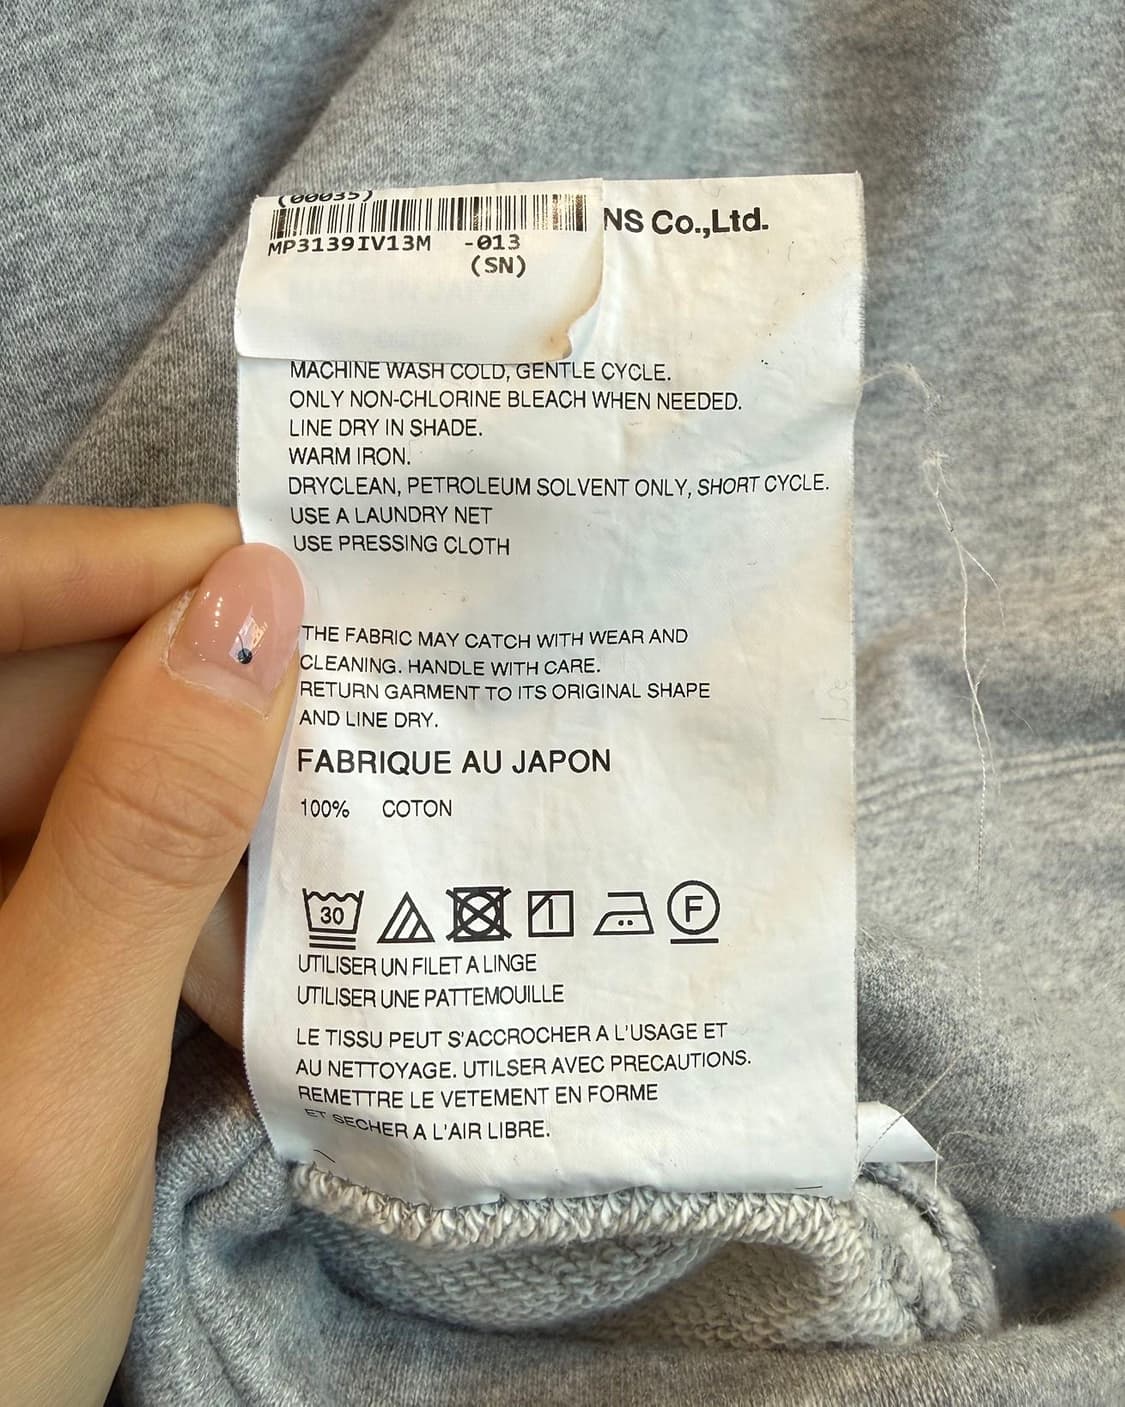 (00035)
NS Co.,Ltd.
MP3139IV13M -013
(SN)
MACHINE WASH COLD, GENTLE CYCLE.
ONLY NON-CHLORINE BLEACH WHEN NEEDED.
LINE DRY IN SHADE.
WARM IRON.
DRYCLEAN, PETROLEUM SOLVENT ONLY, SHORT CYCLE.
USE A LAUNDRY NET
USE PRESSING CLOTH
THE FABRIC MAY CATCH WITH WEAR AND
CLEANING. HANDLE WITH CARE.
RETURN GARMENT TO ITS ORIGINAL SHAPE
AND LINE DRY.
FABRIQUE AU JAPON
100% COTON
30
F
UTILISER UN FILET A LINGE
UTILISER UNE PATTEMOUILLE
LE TISSU PEUT S'ACCROCHER A L'USAGE ET
AU NETTOYAGE. UTILSER AVEC PRECAUTIONS.
REMETTRE LE VETEMENT EN FORME
ET SECHER A L'AIR LIBRE.